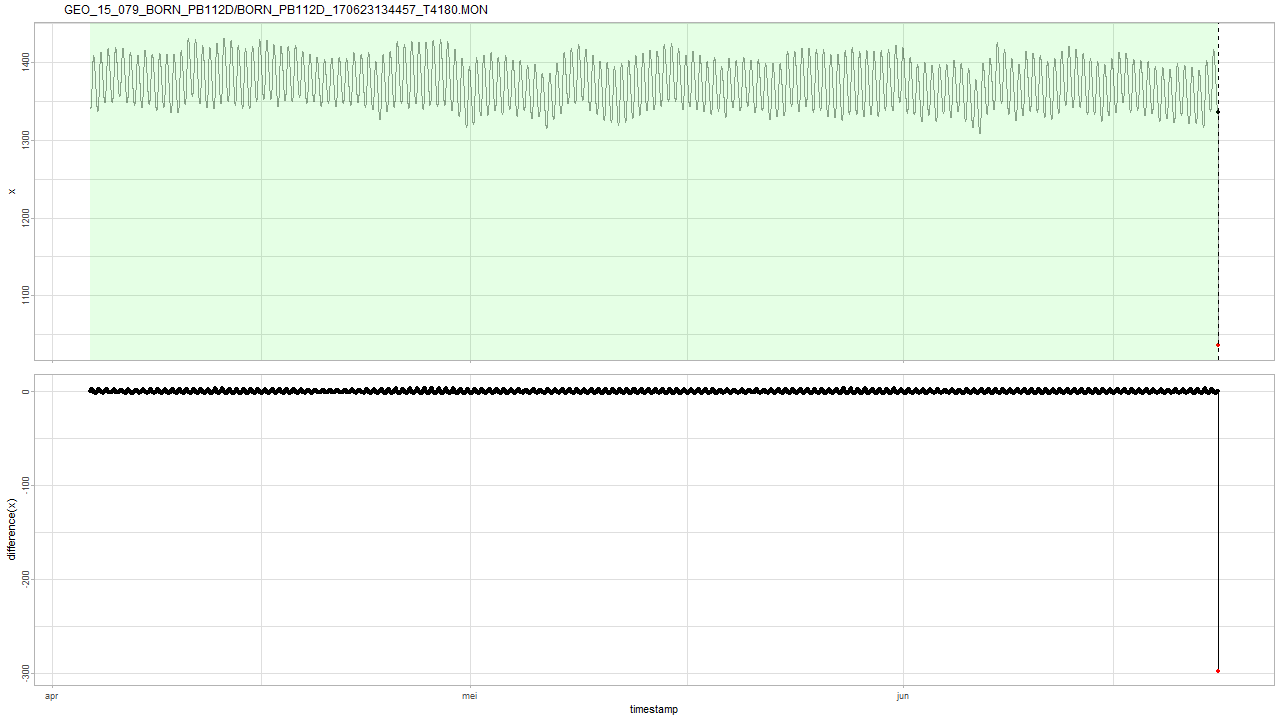 GEO_15_079_BORN_PB112D/BORN_PB112D_170623134457_T4180.MON
1400
1300
1200
1100
x
0
-100
-200
-300
difference(x)
apr mei jun
timestamp